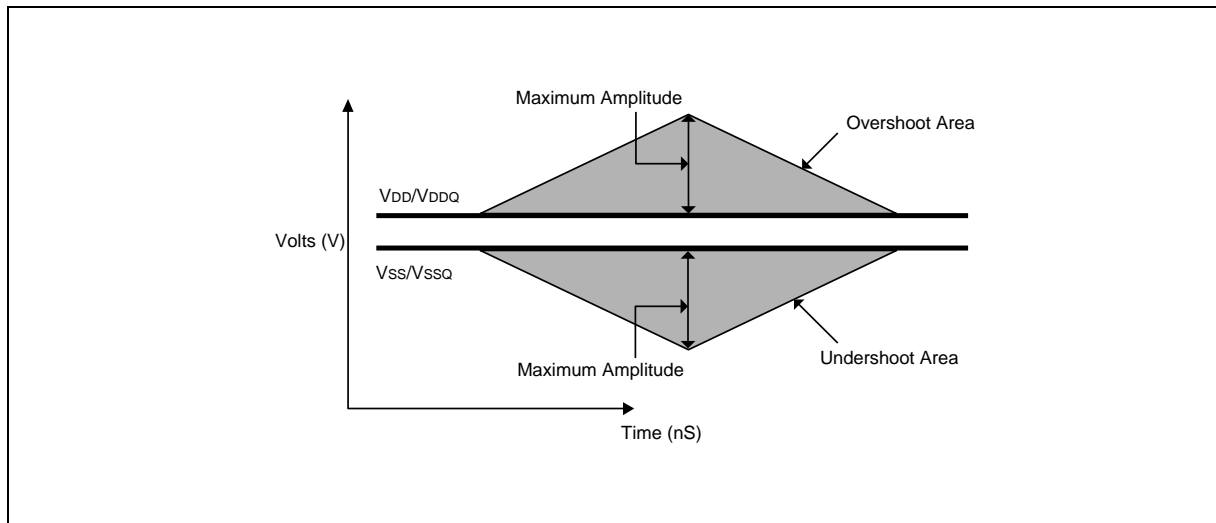 Maximum Amplitude
Overshoot Area
VDD/VDDQ
Volts (V)
VSS/VSSQ
Maximum Amplitude
Undershoot Area
Time (nS)